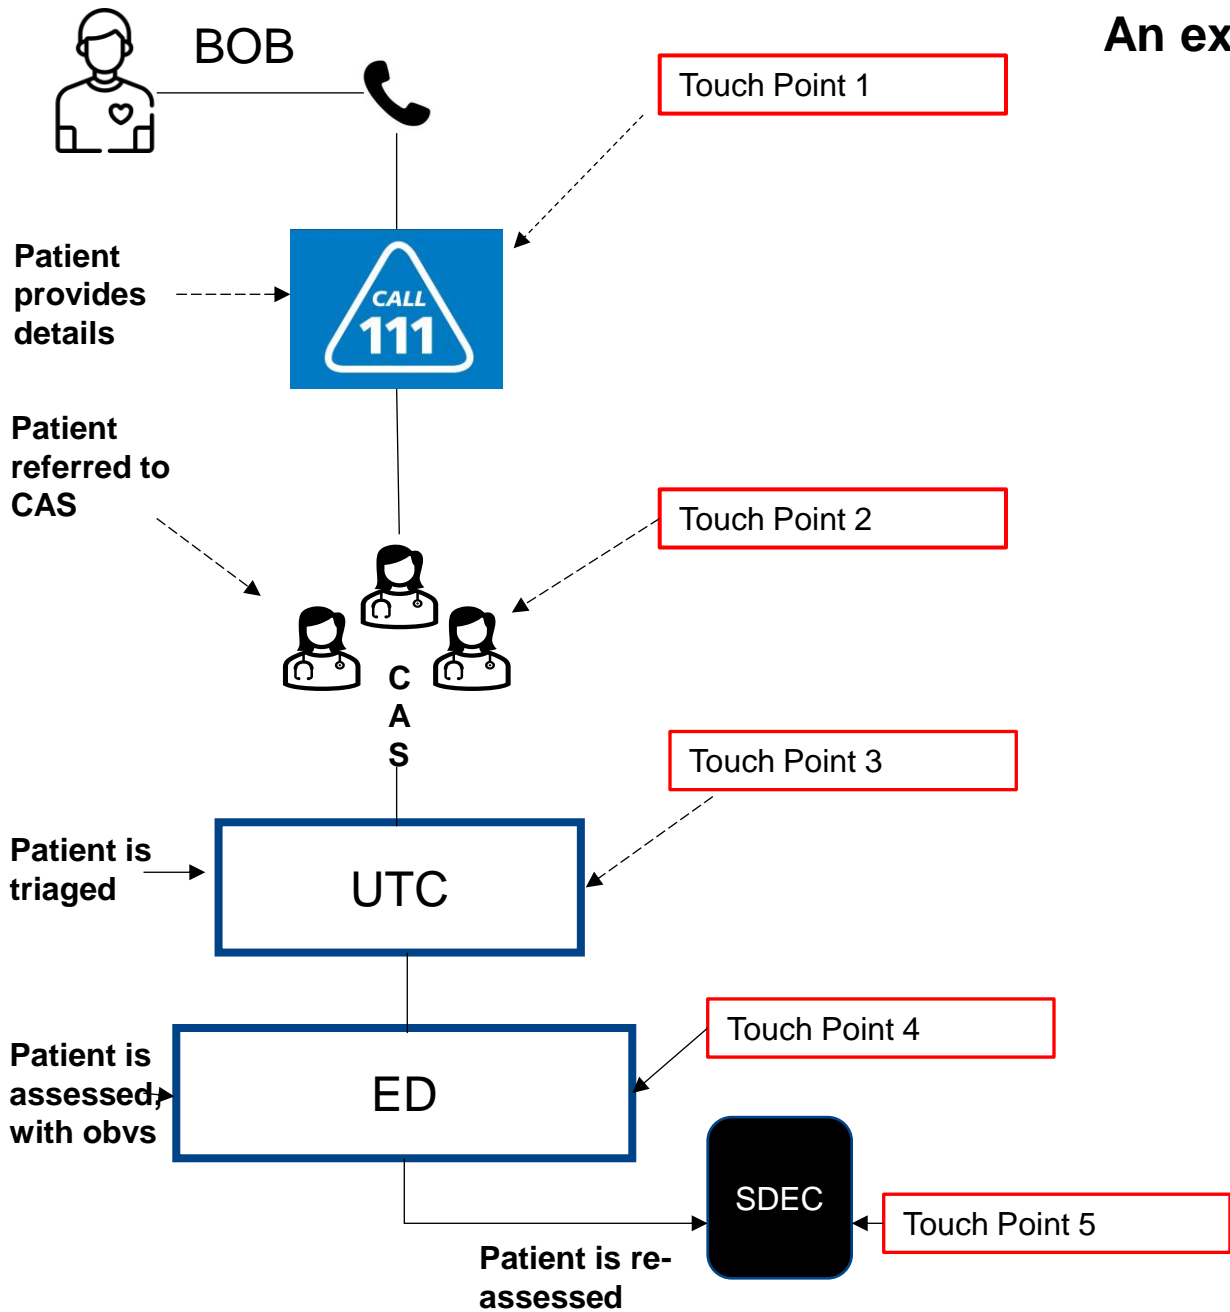 An ex
BOB
Touch Point 1
Patient
provides
details
CALL
111
Patient
referred to
CAS
Touch Point 2
C
A
S
Touch Point 3
Patient is
triaged
UTC
Touch Point 4
Patient is
assessed,
with obvs
ED
SDEC
Touch Point 5
Patient is re-
assessed